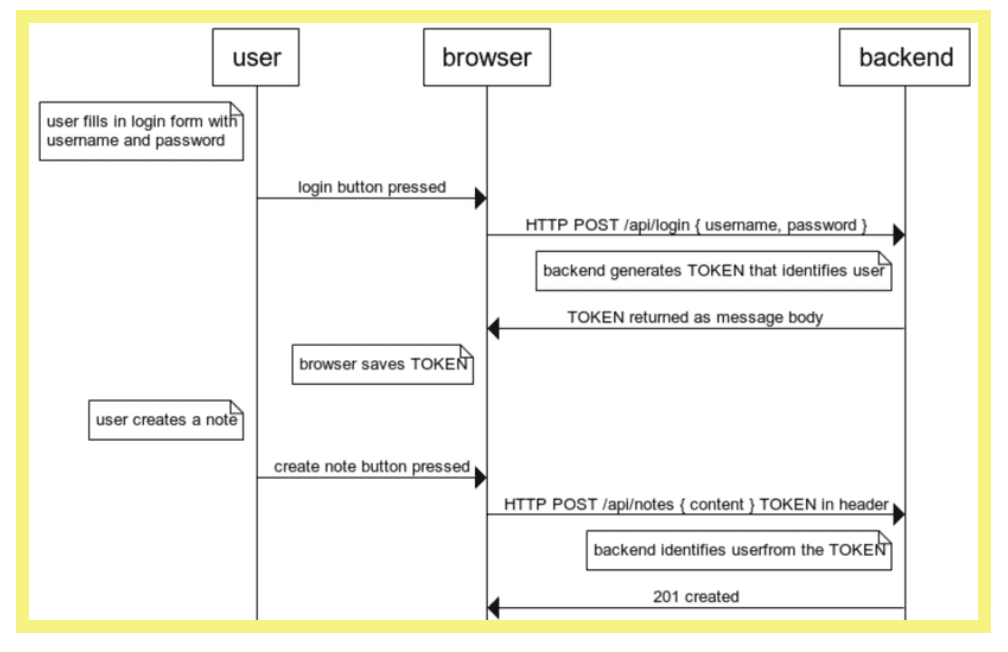 user
browser
backend
user fills in login form with
username and password
login button pressed
HTTP POST /api/login { username, password }
backend generates TOKEN that identifies user
TOKEN returned as message body
browser saves TOKEN
user creates a note
create note button pressed
HTTP POST /api/notes { content } TOKEN in header
backend identifies userfrom the TOKEN
201 created